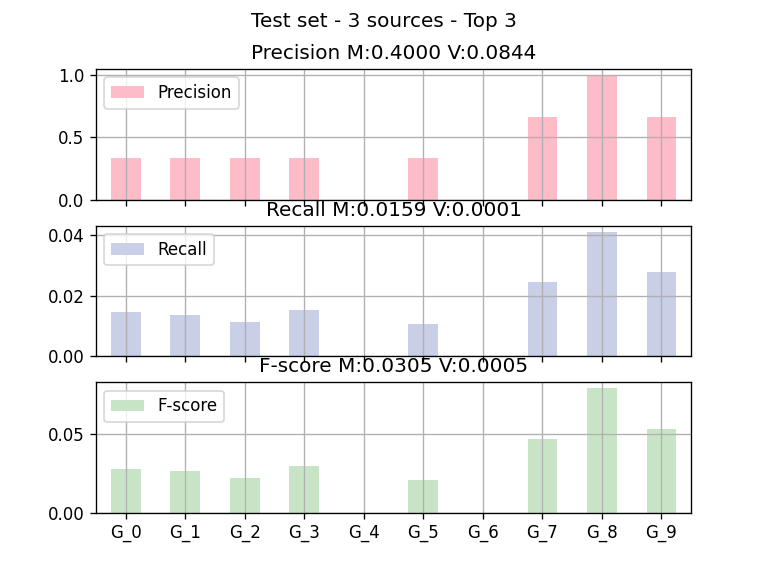 Test set - 3 sources - Top 3
Precision M:0.4000 V:0.0844
1.0
Precision
0.5
0.0
Recall M:0.0159 V:0.0001
0.04
Recall
0.02
0.00
F-score M:0.0305 V:0.0005
F-score
0.05
0.00
G_0 G_1 G_2 G_3 G_4 G_5 G_6 G_7 G_8 G_9